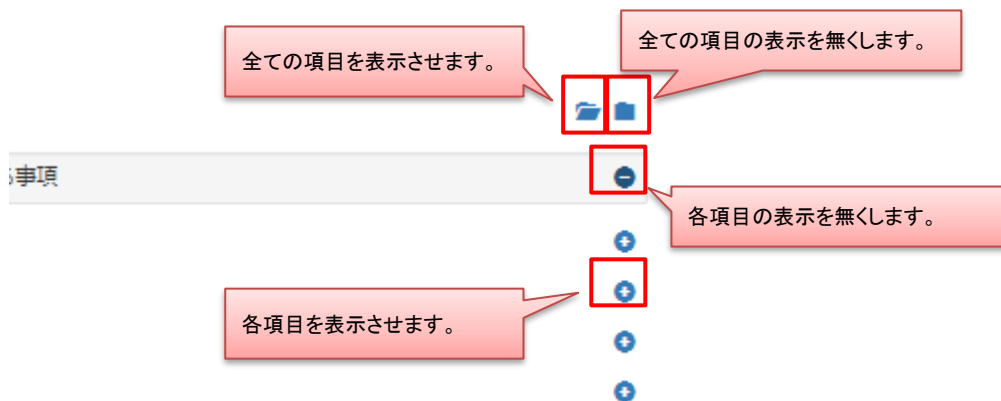 全ての項目の表示を無くします。
全ての項目を表示させます。
る事項
各項目の表示を無くします。
各項目を表示させます。